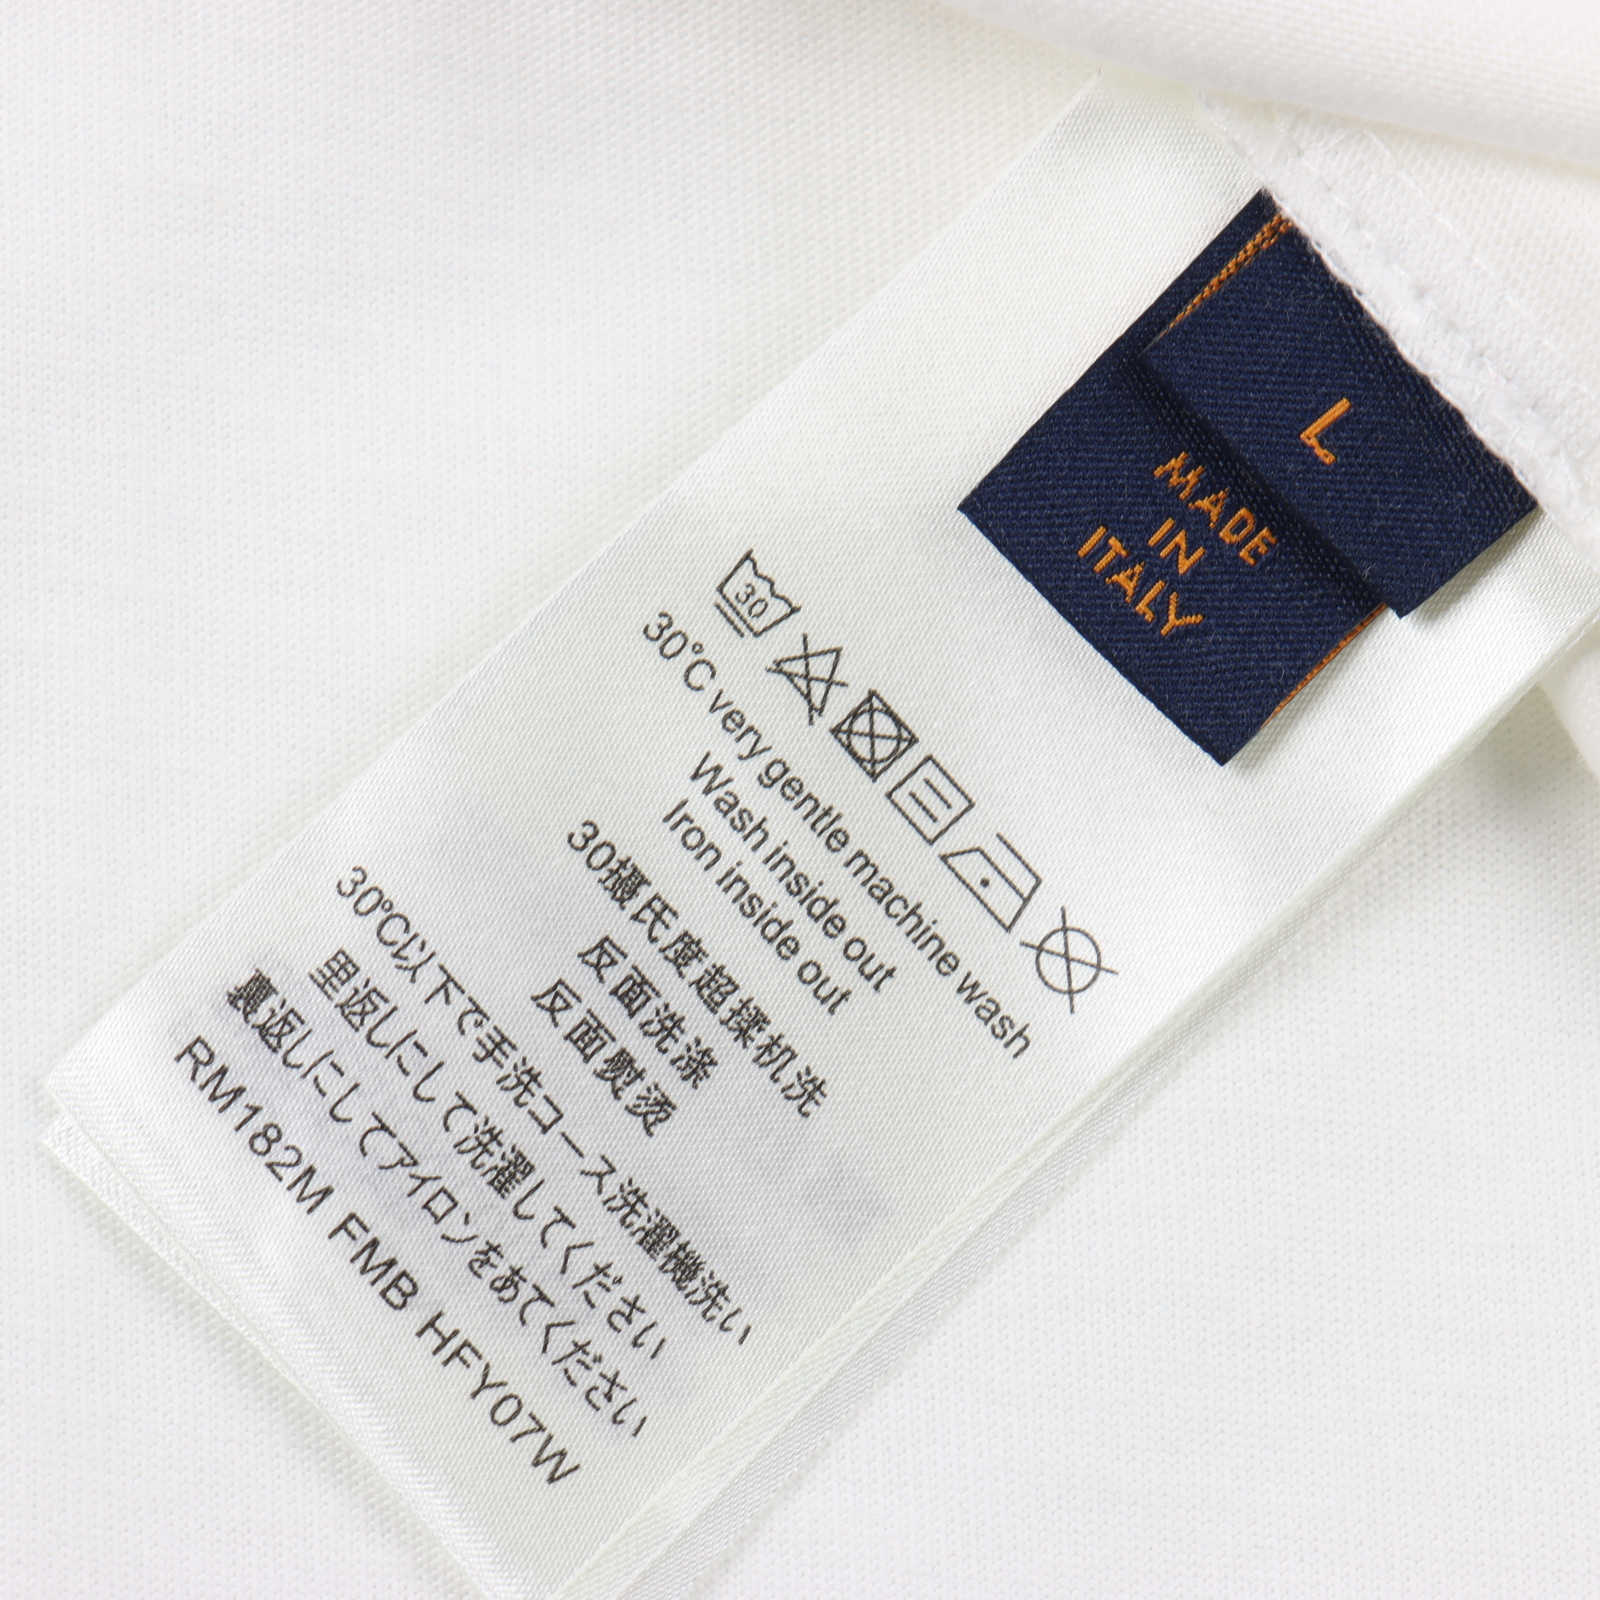 L
MADE
IN
ITALY
30
30°C very gentle machine wash
Wash inside out
Iron inside out
30摄氏度超揉机洗
反面洗涤
反面熨烫
30°C以下で手洗コース洗濯機洗い
里返しにして洗濯してください
裏返しにしてアイロンをあてください
RM182M FMB HFY07W